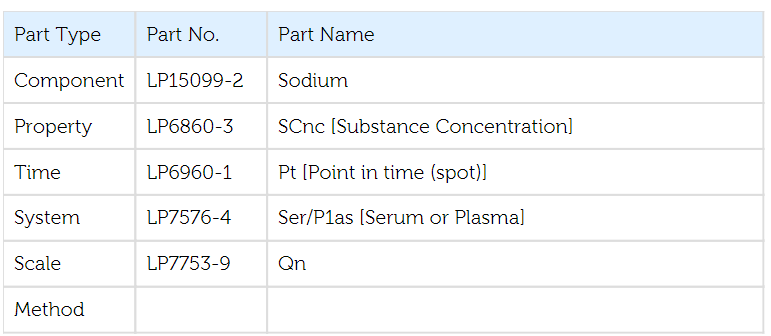 Part Type Part No. Part Name
Component LP15099-2 Sodium
Property LP6860-3 SCnc [Substance Concentration]
Time LP6960-1 Pt [Point in time (spot)]
System LP7576-4 Ser/P1as [Serum or Plasma]
Scale LP7753-9 Qn
Method